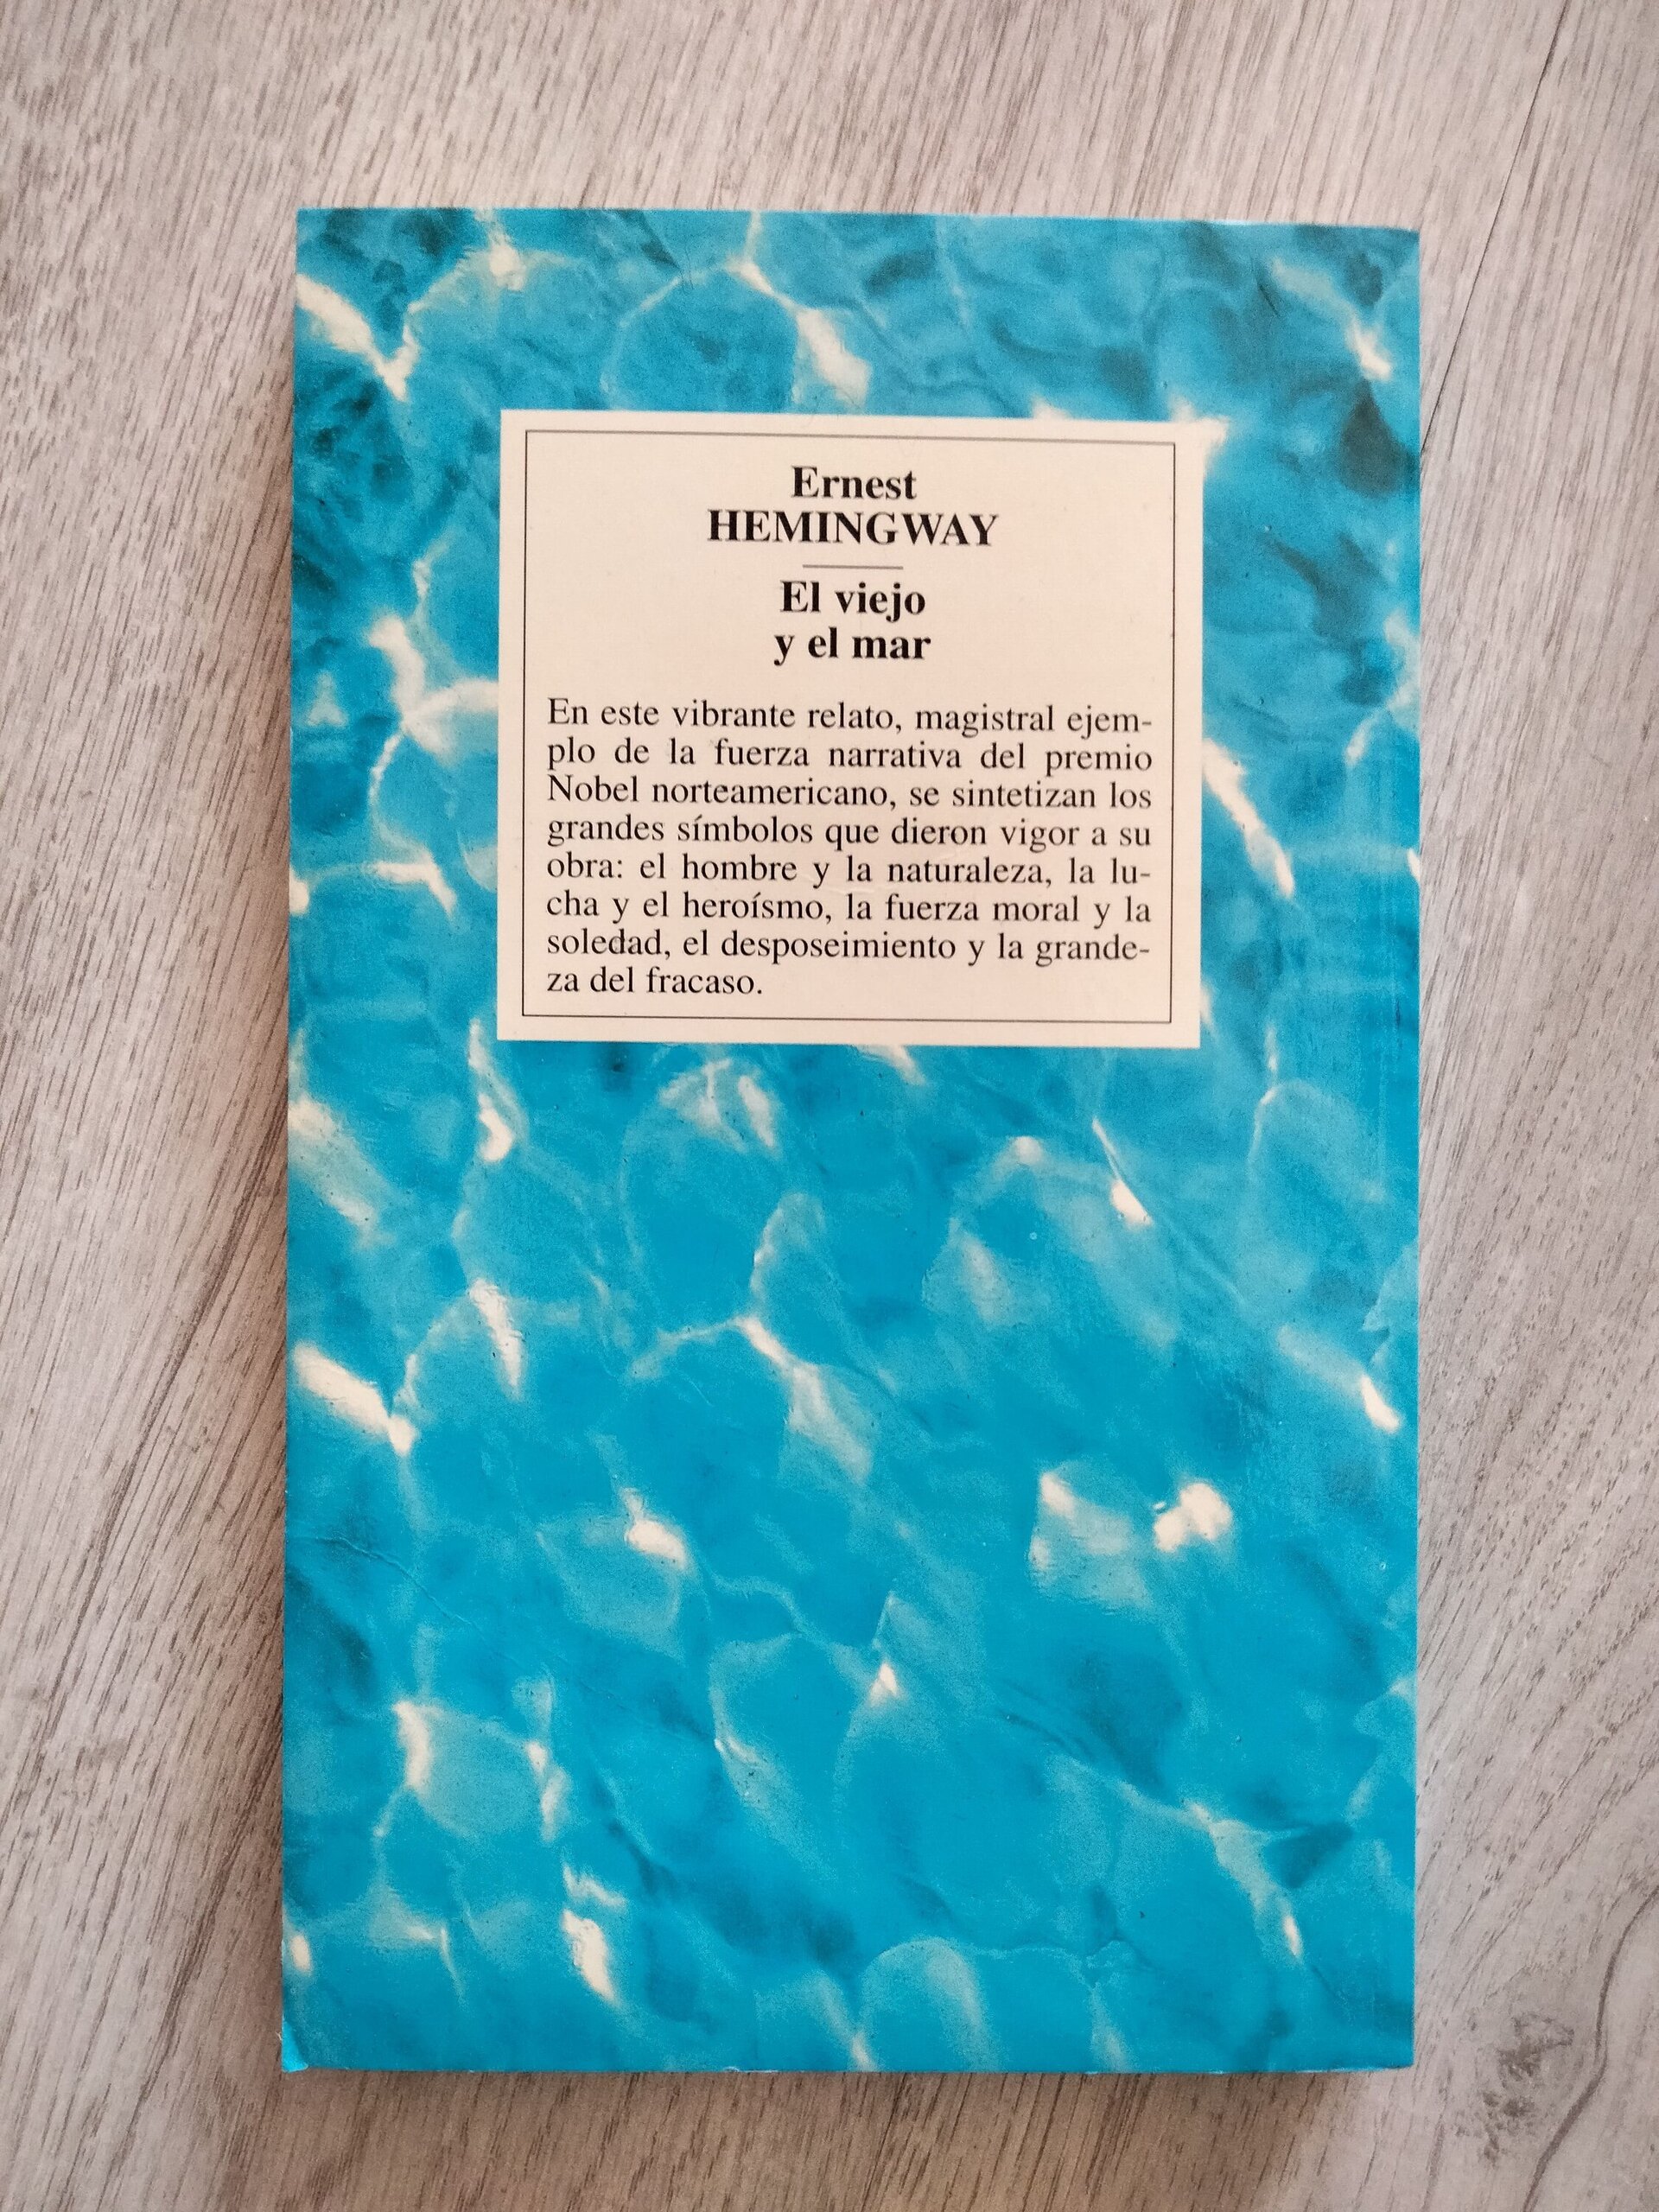 Ernest
HEMINGWAY
El viejo
y el mar
En este vibrante relato, magistral ejem-
plo de la fuerza narrativa del premio
Nobel norteamericano, se sintetizan los
grandes símbolos que dieron vigor a su
obra: el hombre y la naturaleza, la lu-
cha y el heroísmo, la fuerza moral y la
soledad, el desposeimiento y la grande-
za del fracaso.